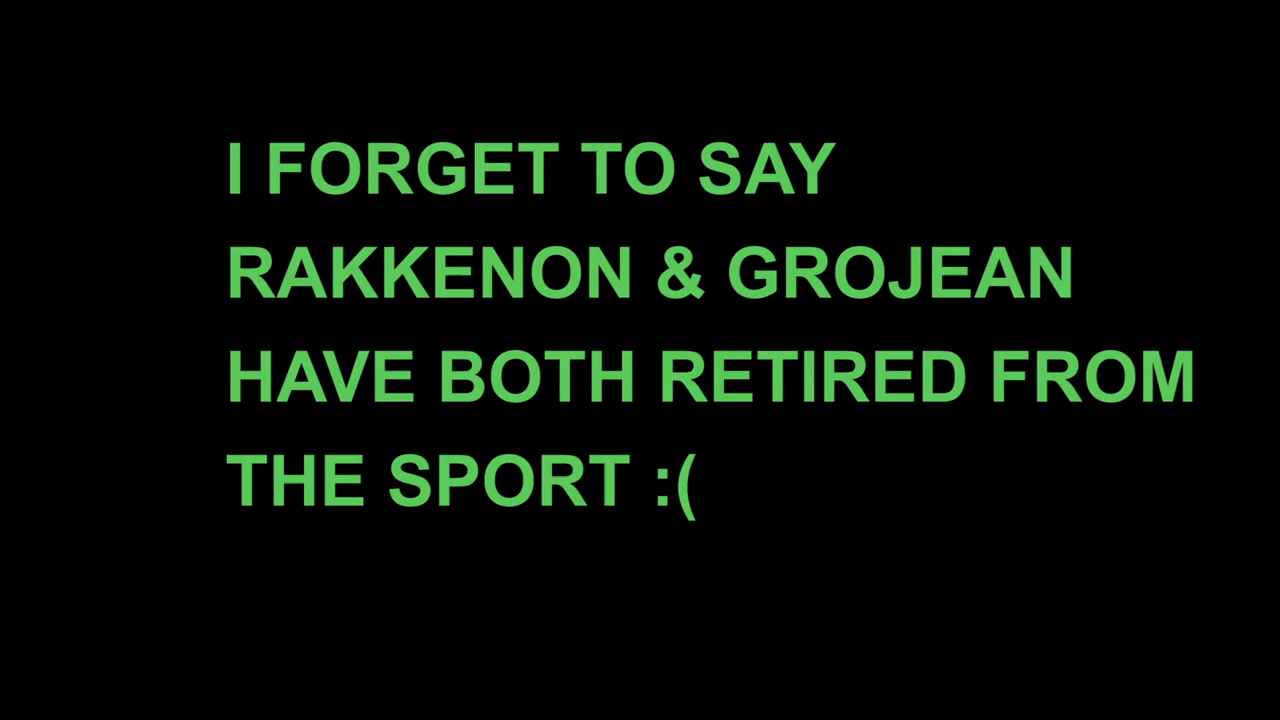 I FORGET TO SAY
RAKKENON & GROJEAN
HAVE BOTH RETIRED FROM
THE SPORT :(